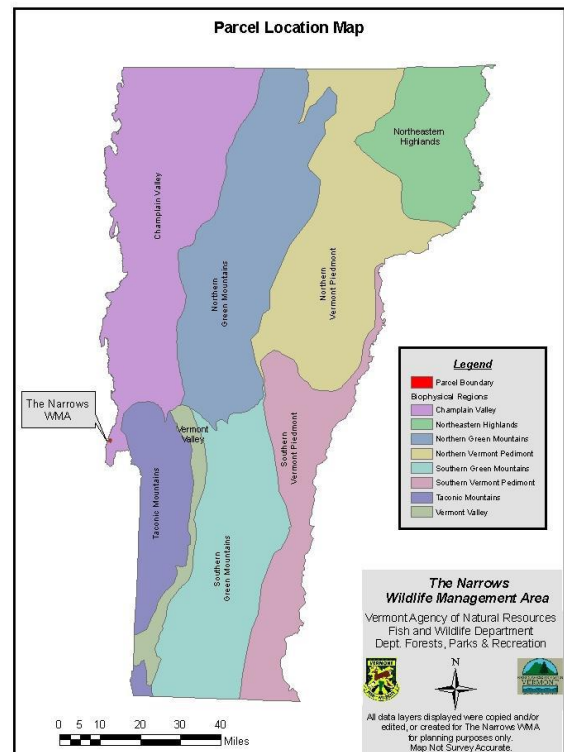 Parcel Location Map
Northeastern
Highlands
Champlain Valley
Northern
Green Mountains
Northern
Vermont Piedmont
The Narrows
WMA
Vermont
Valley
Taconic Mountains
Southern
Green Mountains
Southern
Vermont Piedmont
Legend
Parcel Boundary
Biophysical Regions
Champlain Valley
Northeastern Highlands
Northern Green Mountains
Northern Vermont Pedimont
Southern Green Mountains
Southern Vermont Pedimont
Taconic Mountains
Vermont Valley
The Narrows
Wildlife Management Area
Vermont Agency of Natural Resources
Fish and Wildlife Department
Dept. Forests, Parks & Recreation
N
VERMONT
VERMONT
All data layers displayed were copied and/or
edited, or created for The Narrows WMA
for planning purposes only.
Map Not Survey Accurate.
0 5 10 20 30 40
Miles